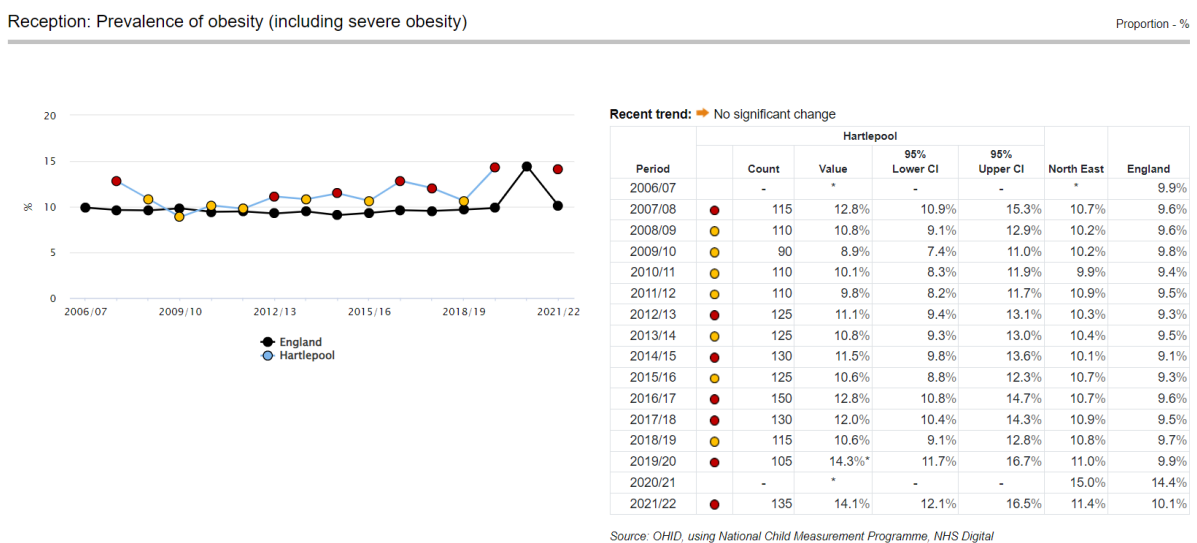 Reception: Prevalence of obesity (including severe obesity)
Proportion - %
20
15
10
5
0
%
2006/07 2009/10 2012/13 2015/16 2018/19 2021/22
England
Hartlepool
Recent trend: No significant change
Hartlepool
Period Count Value 95% Lower CI 95% Upper CI North East England
2006/07 - * - - * 9.9%
2007/08 115 12.8% 10.9% 15.3% 10.7% 9.6%
2008/09 110 10.8% 9.1% 12.9% 10.2% 9.6%
2009/10 90 8.9% 7.4% 11.0% 10.2% 9.8%
2010/11 110 10.1% 8.3% 11.9% 9.9% 9.4%
2011/12 110 9.8% 8.2% 11.7% 10.9% 9.5%
2012/13 125 11.1% 9.4% 13.1% 10.3% 9.3%
2013/14 125 10.8% 9.3% 13.0% 10.4% 9.5%
2014/15 130 11.5% 9.8% 13.6% 10.1% 9.1%
2015/16 125 10.6% 8.8% 12.3% 10.7% 9.3%
2016/17 150 12.8% 10.8% 14.7% 10.7% 9.6%
2017/18 130 12.0% 10.4% 14.3% 10.9% 9.5%
2018/19 115 10.6% 9.1% 12.8% 10.8% 9.7%
2019/20 105 14.3%* 11.7% 16.7% 11.0% 9.9%
2020/21 - * - - 15.0% 14.4%
2021/22 135 14.1% 12.1% 16.5% 11.4% 10.1%
Source: OHID, using National Child Measurement Programme, NHS Digital